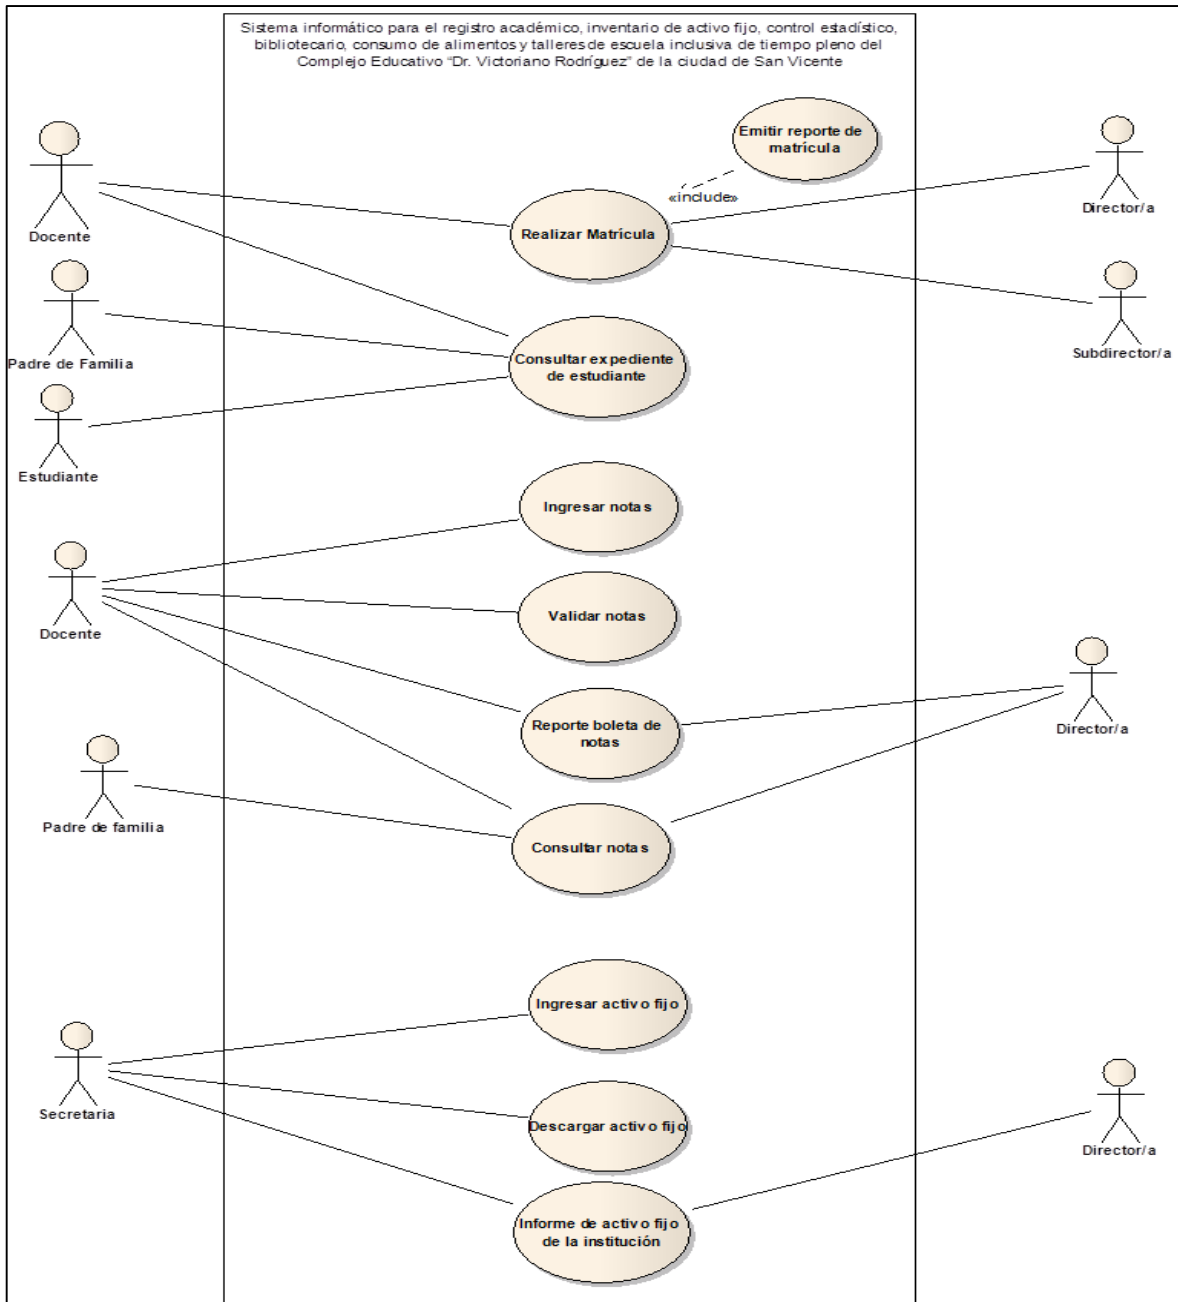 Sistema informático para el registro académico, inventario de activo fijo, control estadístico,
bibliotecario, consumo de alimentos y talleres de escuela inclusiva de tiempo pleno del
Complejo Educativo “Dr. Victoriano Rodríguez” de la ciudad de San Vicente
Emitir reporte de
matrícula
«include»
Docente
Realizar Matrícula
Director/a
Padre de Familia
Consultar expediente
de estudiante
Subdirector/a
Estudiante
Ingresar notas
Docente
Validar notas
Reporte boleta de
notas
Director/a
Padre de familia
Consultar notas
Ingresar activo fijo
Secretaria
Descargar activo fijo
Director/a
Informe de activo fijo
de la institución